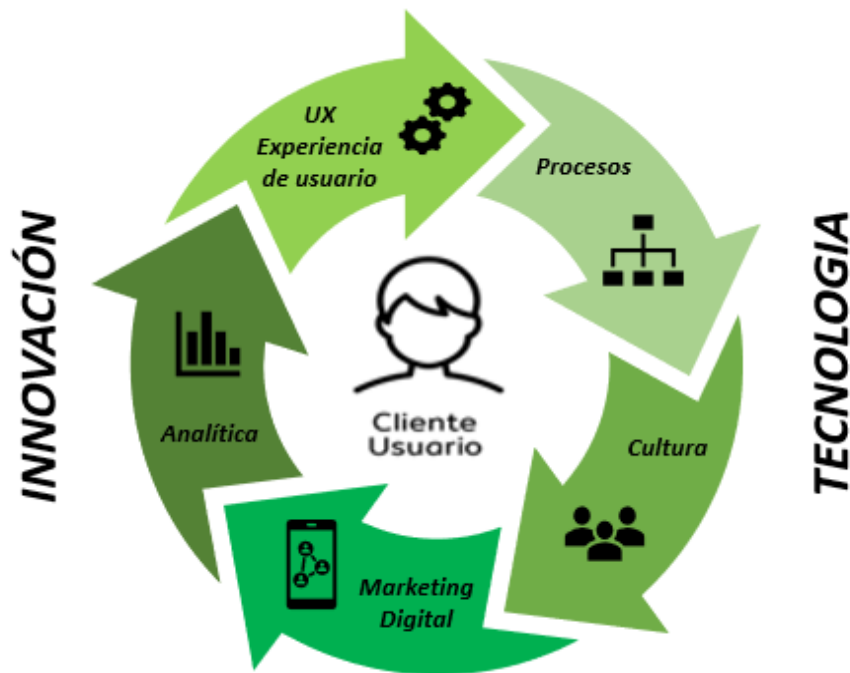 INNOVACIÓN
UX
Experiencia
de usuario
Procesos
TECNOLOGIA
Cliente
Usuario
Analítica
Cultura
Marketing
Digital